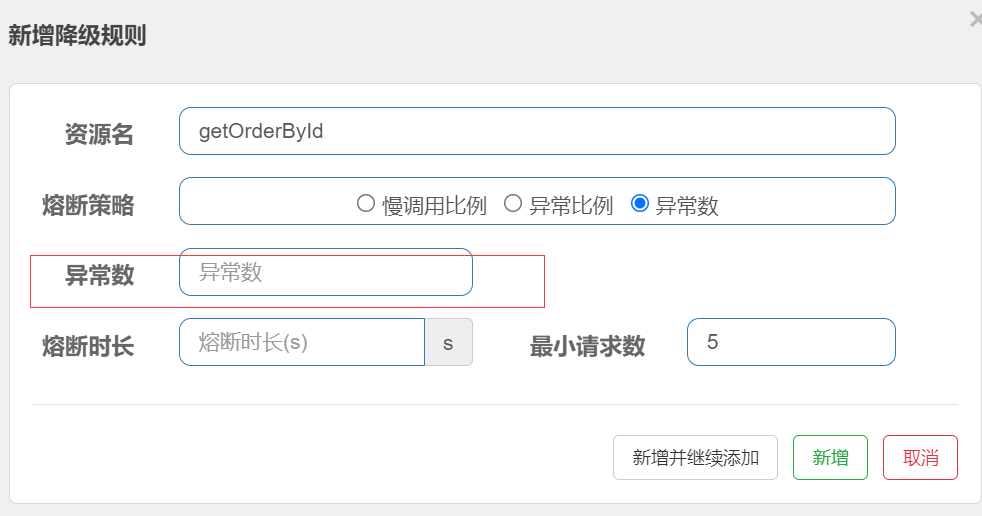 新增降级规则
资源名 getOrderById
熔断策略 慢调用比例 异常比例 异常数
异常数 异常数
熔断时长 熔断时长(s) s 最小请求数 5
新增并继续添加 新增 取消